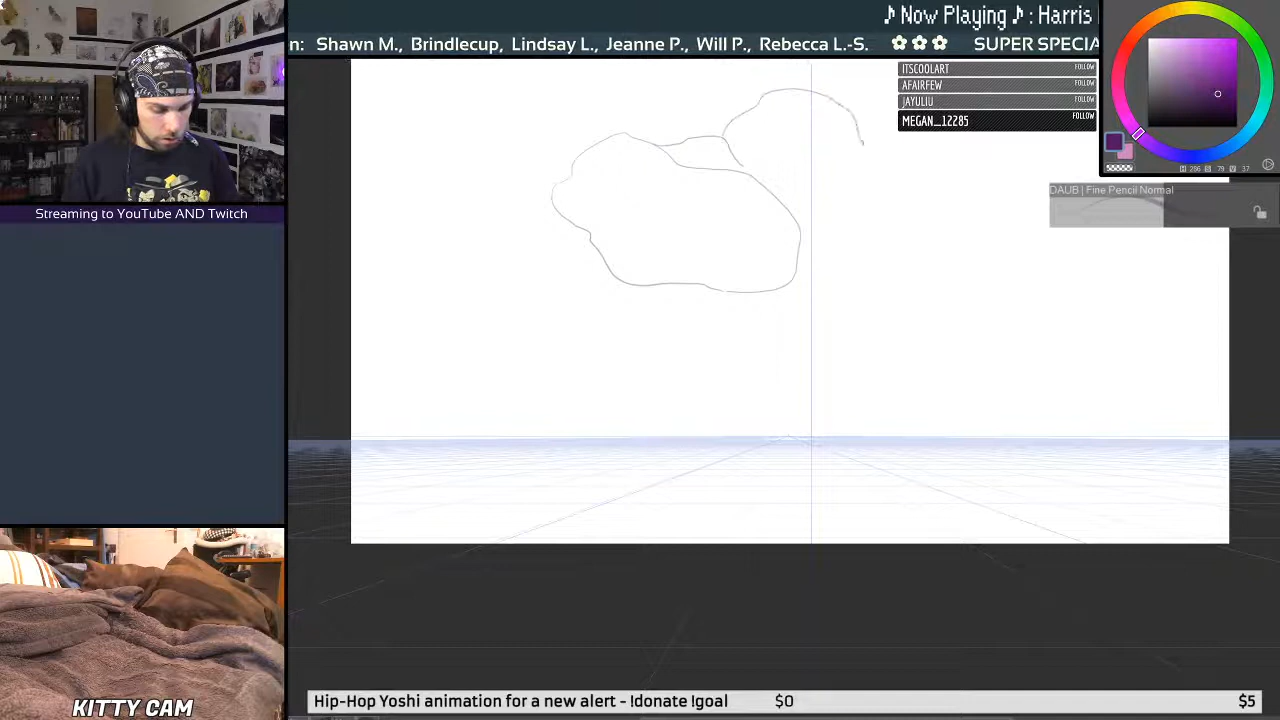 ♪ Now Playing ♪ : Harris
n: Shawn M., Brindlecup, Lindsay L., Jeanne P., Will P., Rebecca L.-S. ✿ ✿ ✿ SUPER SPECIA
ITSCOOLART FOLLOW
AFAIRFEW FOLLOW
JAYULIU FOLLOW
MEGAN_12285 FOLLOW
DAUB | Fine Pencil Normal
Streaming to YouTube AND Twitch
KITTY CAM
Hip-Hop Yoshi animation for a new alert - !donate !goal $0 $5